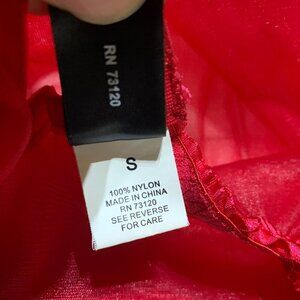 RN 73120
S
100% NYLON
MADE IN CHINA
RN 73120
SEE REVERSE
FOR CARE